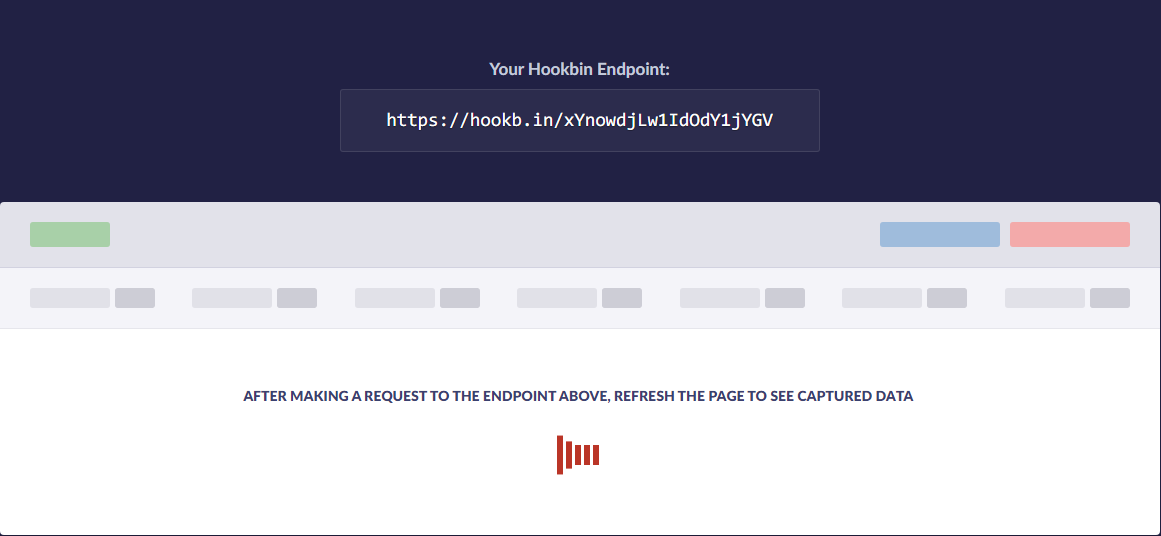 Your Hookbin Endpoint:
https://hookb.in/xYnowdjLw1IdOdY1jYGV
AFTER MAKING A REQUEST TO THE ENDPOINT ABOVE, REFRESH THE PAGE TO SEE CAPTURED DATA